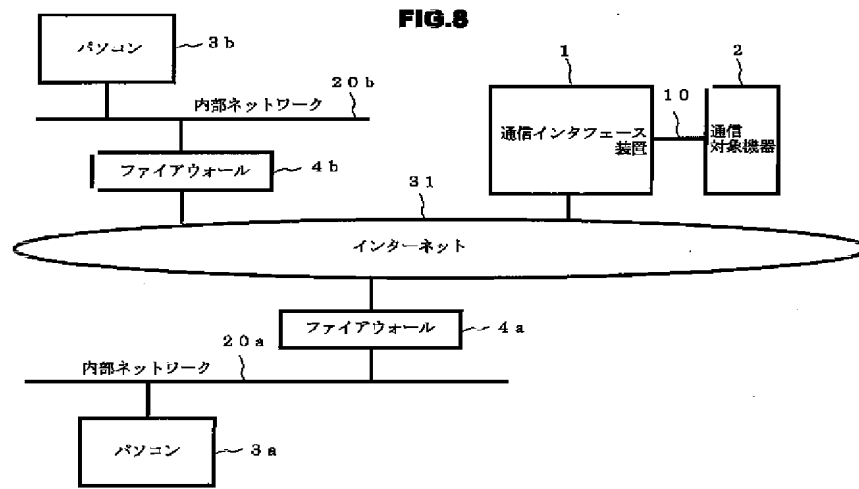 FIG.8
パソコン
3b
1
2
内部ネットワーク
20b
10
通信インタフェース
装置
通信
対象機器
ファイアウォール
4b
31
インターネット
ファイアウォール
4a
20a
内部ネットワーク
パソコン
3a